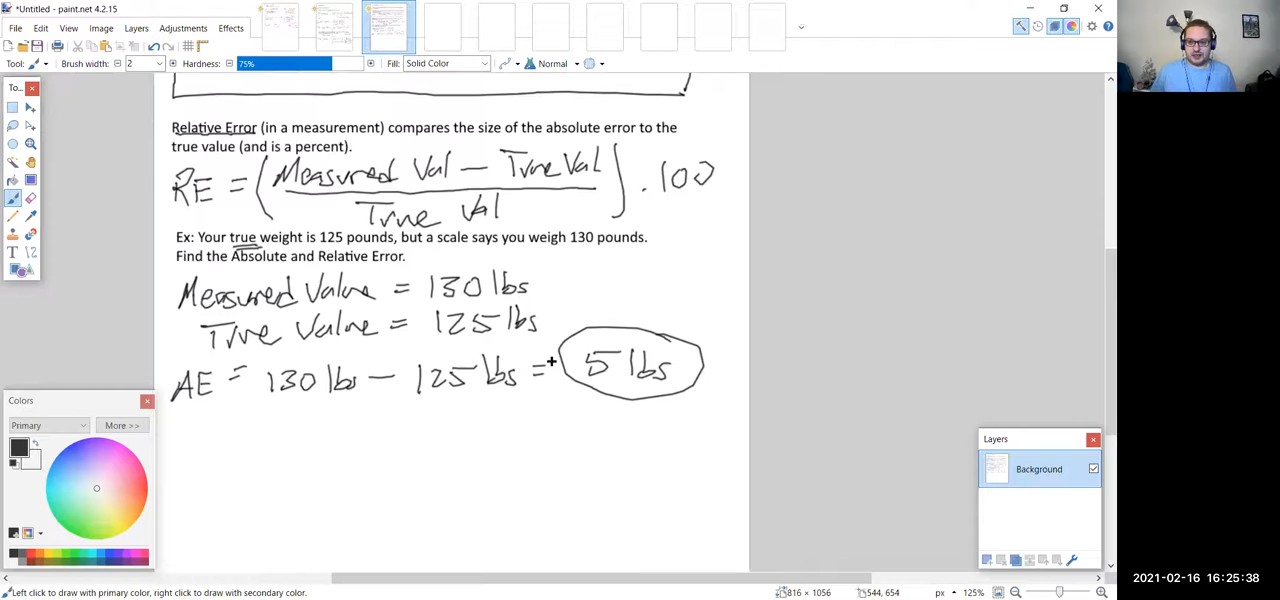 *Untitled - paint.net 4.2.15
File Edit View Image Layers Adjustments Effects
Tool: Brush width: 2 Hardness: 75% Fill: Solid Color Normal
To...
Relative Error (in a measurement) compares the size of the absolute error to the
true value (and is a percent).
RE = (Measured Val - True Val / True Val) . 100
Ex: Your true weight is 125 pounds, but a scale says you weigh 130 pounds.
Find the Absolute and Relative Error.
Measured Value = 130 lbs
True Value = 125 lbs
AE = 130 lbs - 125 lbs = 5 lbs
Colors
Primary More >>
Layers
Background
2021-02-16 16:25:38
Left click to draw with primary color, right click to draw with secondary color.
816 x 1056 544, 654 px 125%